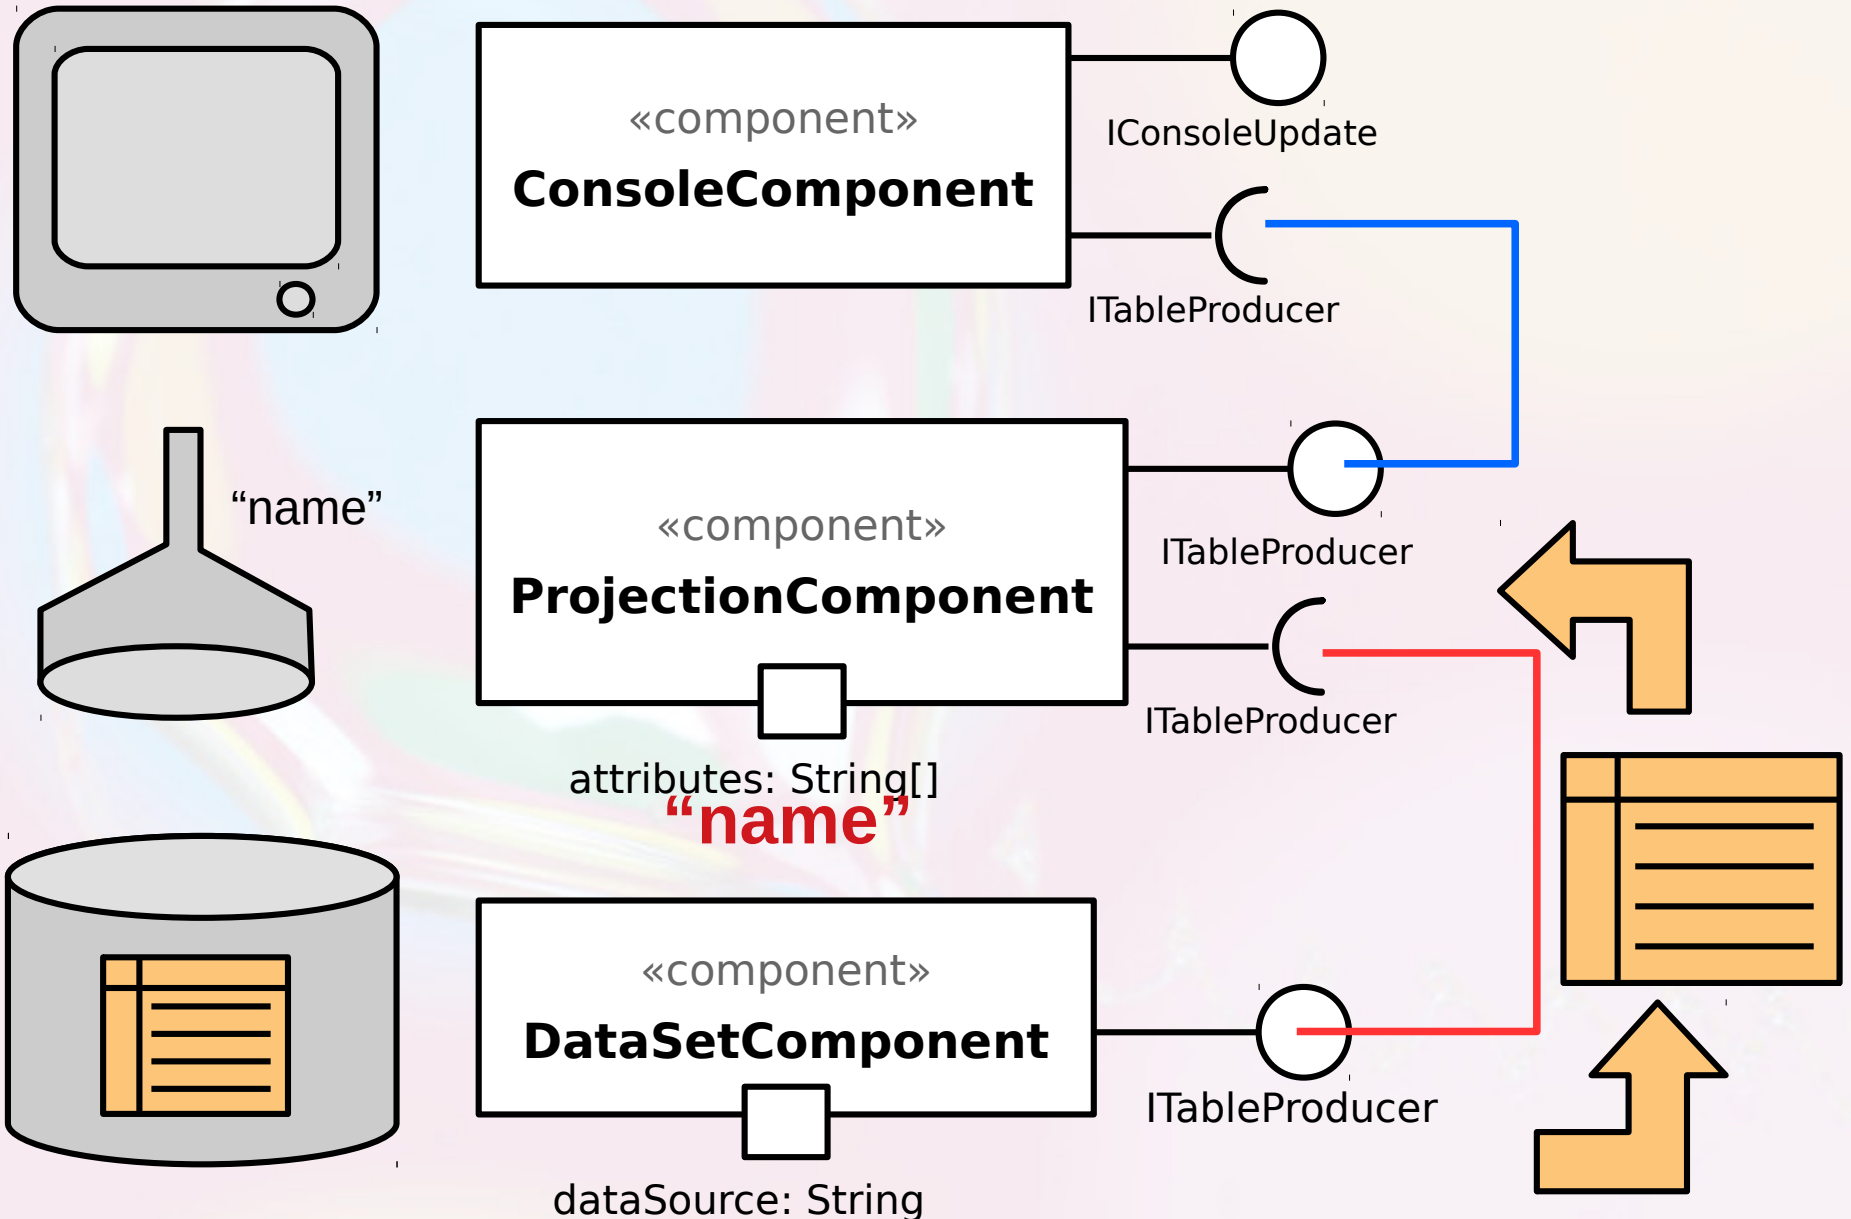 «component»
ConsoleComponent
IConsoleUpdate
ITableProducer
“name”
«component»
ProjectionComponent
ITableProducer
ITableProducer
attributes: String[]
“name”
«component»
DataSetComponent
ITableProducer
dataSource: String